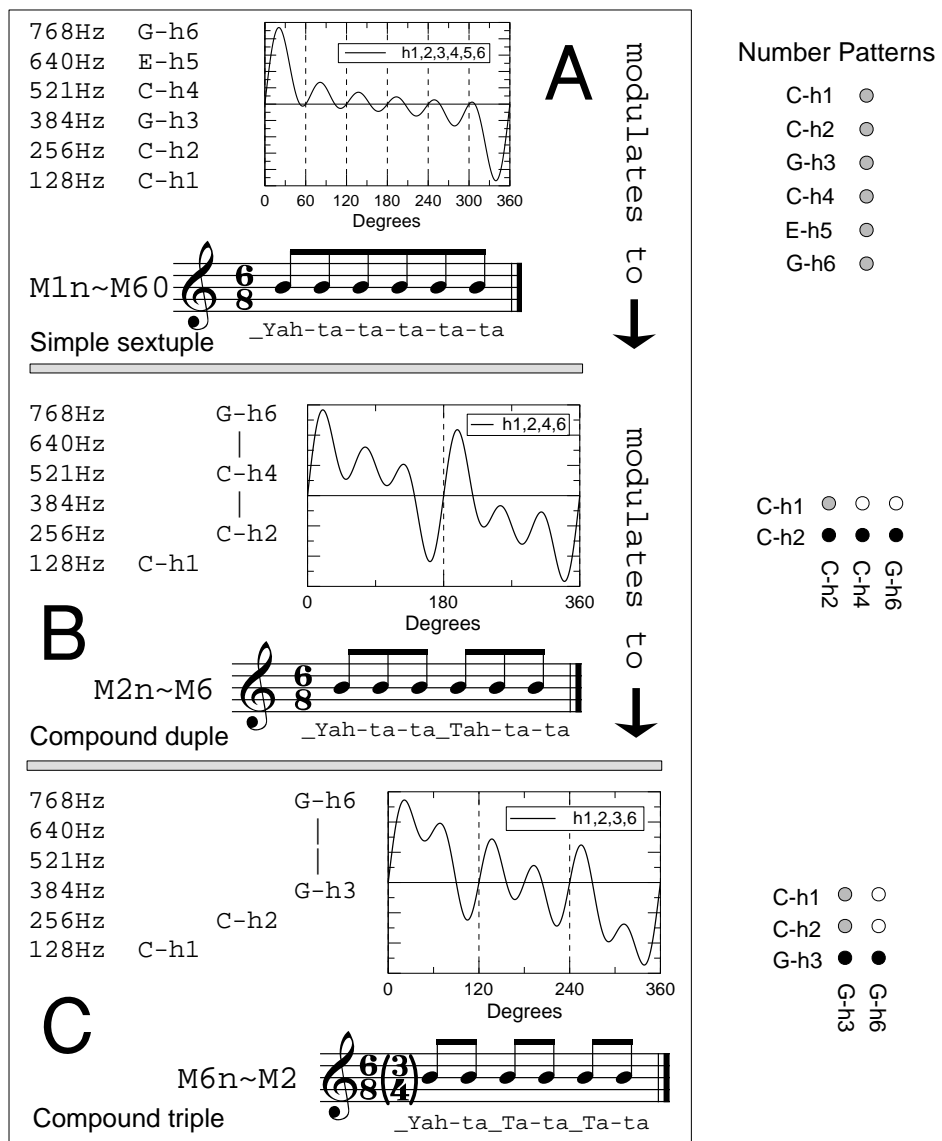 768Hz G-h6
640Hz E-h5
521Hz C-h4
384Hz G-h3
256Hz C-h2
128Hz C-h1
h1,2,3,4,5,6
0 60 120 180 240 300 360
Degrees
A
modulates to
M1n~M60
6
8
_Yah-ta-ta-ta-ta-ta
Simple sextuple
768Hz G-h6
640Hz |
521Hz C-h4
384Hz |
256Hz C-h2
128Hz C-h1
h1,2,4,6
0 180 360
Degrees
modulates to
B
M2n~M6
6
8
_Yah-ta-ta_Tah-ta-ta
Compound duple
768Hz G-h6
640Hz |
521Hz |
384Hz G-h3
256Hz C-h2
128Hz C-h1
h1,2,3,6
0 120 240 360
Degrees
C
M6n~M2
6 (3
8 4)
_Yah-ta_Ta-ta_Ta-ta
Compound triple
Number Patterns
C-h1
C-h2
G-h3
C-h4
E-h5
G-h6
C-h1
C-h2
C-h2
C-h4
G-h6
C-h1
C-h2
G-h3
G-h3
G-h6